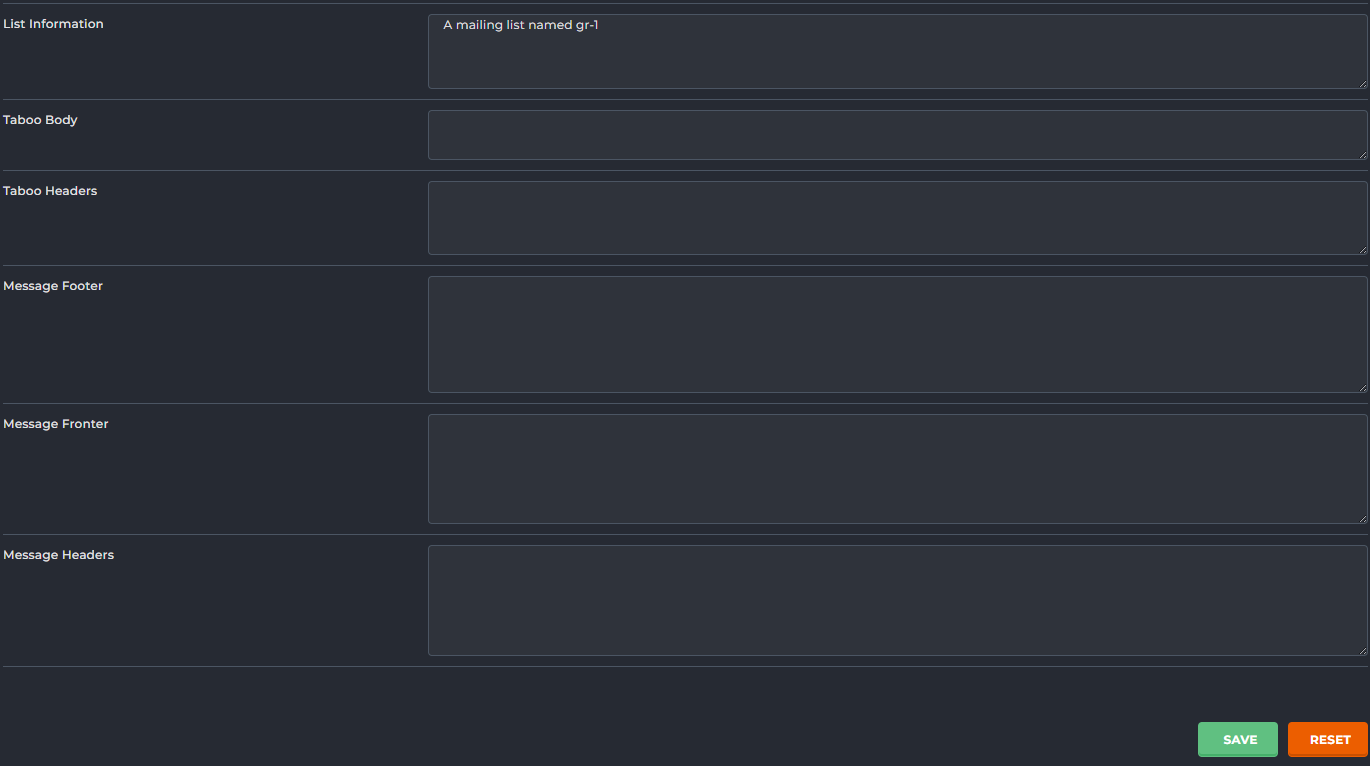 List Information
A mailing list named gr-1
Taboo Body
Taboo Headers
Message Footer
Message Fronter
Message Headers
SAVE
RESET